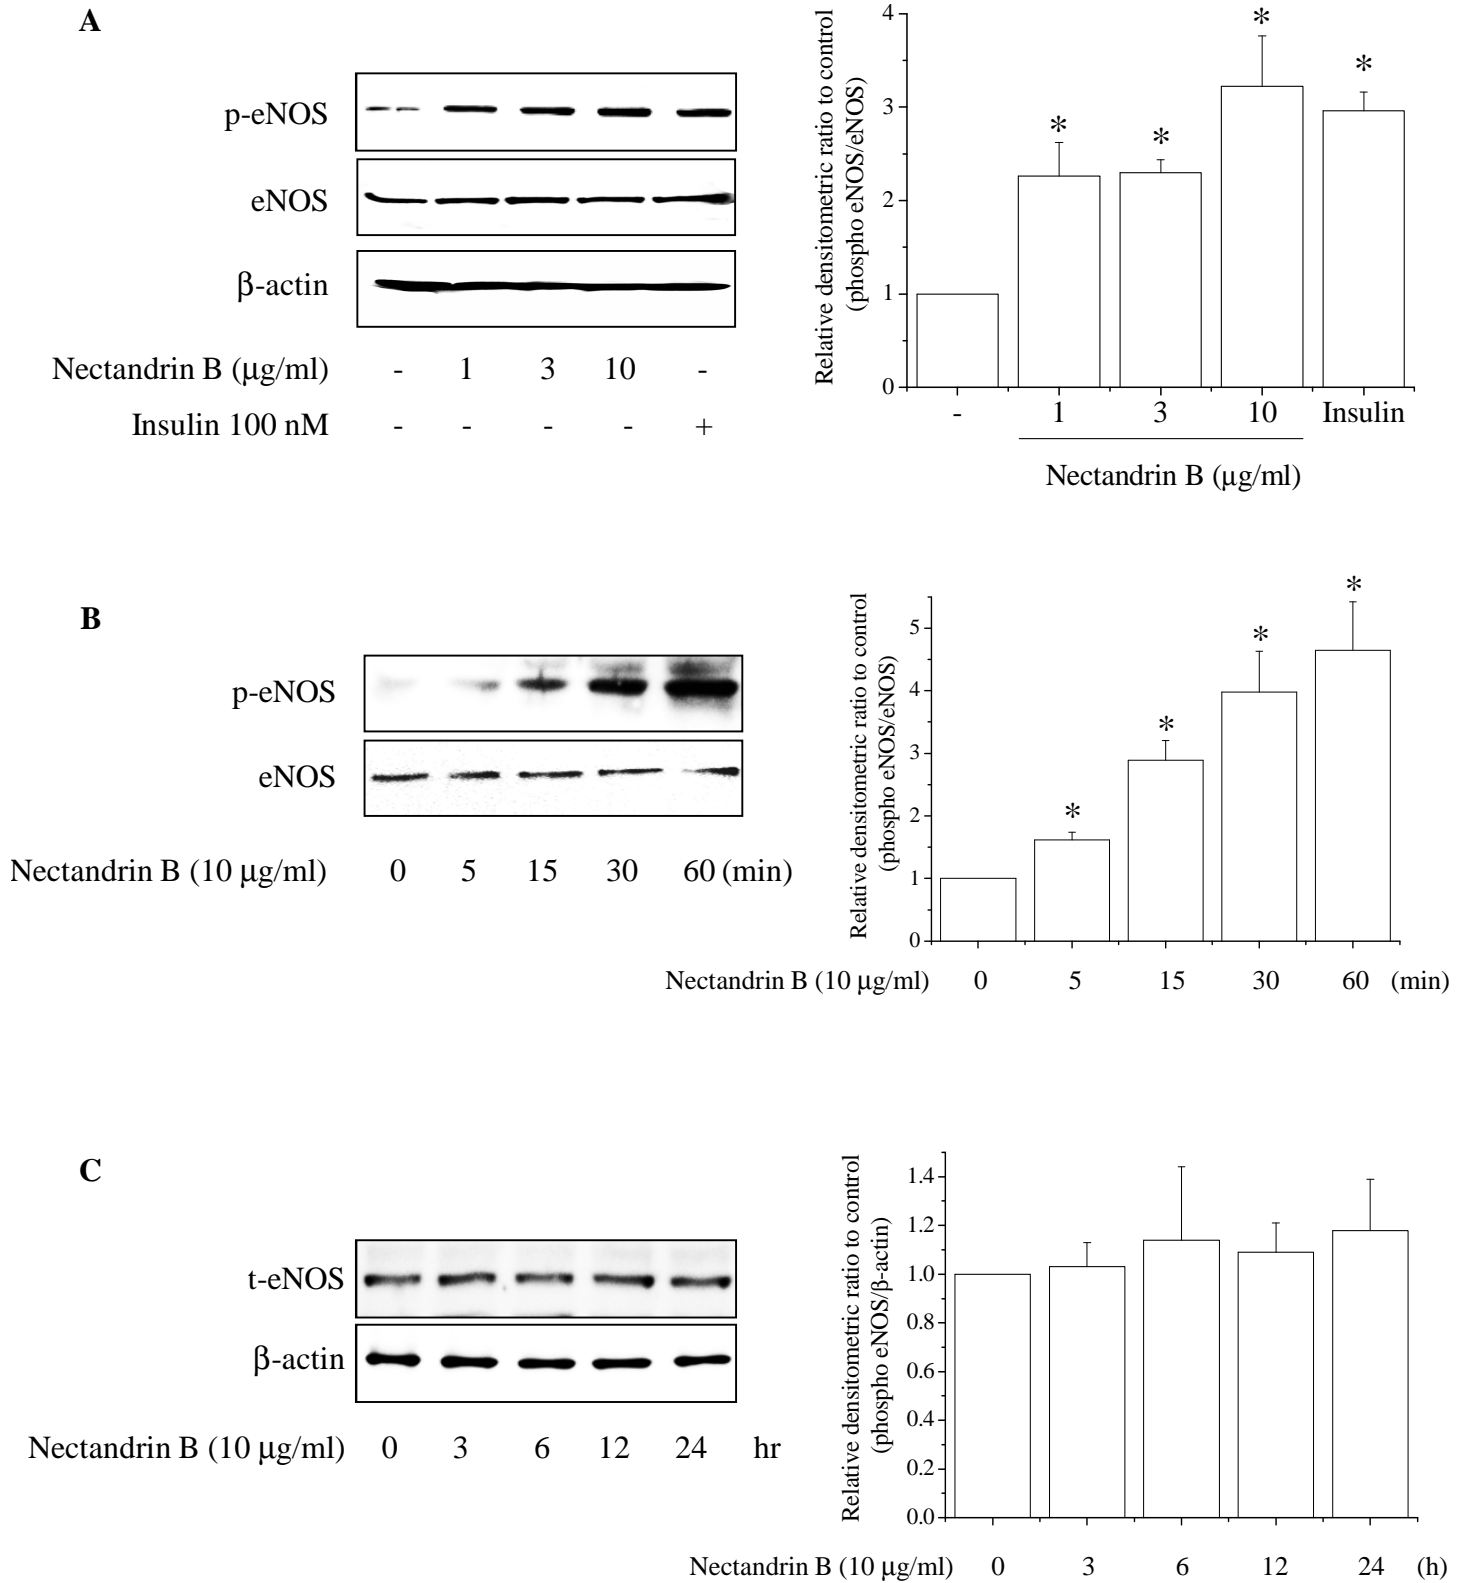 A
p-eNOS
eNOS
β-actin
Nectandrin B (μg/ml) - 1 3 10 -
Insulin 100 nM - - - - +
Relative densitometric ratio to control
(phospho eNOS/eNOS)
4
3
2
1
0
* * * *
- 1 3 10 Insulin
Nectandrin B (μg/ml)
B
p-eNOS
eNOS
Nectandrin B (10 μg/ml) 0 5 15 30 60 (min)
Relative densitometric ratio to control
(phospho eNOS/eNOS)
5
4
3
2
1
0
* * * *
Nectandrin B (10 μg/ml) 0 5 15 30 60 (min)
C
t-eNOS
β-actin
Nectandrin B (10 μg/ml) 0 3 6 12 24 hr
Relative densitometric ratio to control
(phospho eNOS/β-actin)
1.4
1.2
1.0
0.8
0.6
0.4
0.2
0.0
Nectandrin B (10 μg/ml) 0 3 6 12 24 (h)